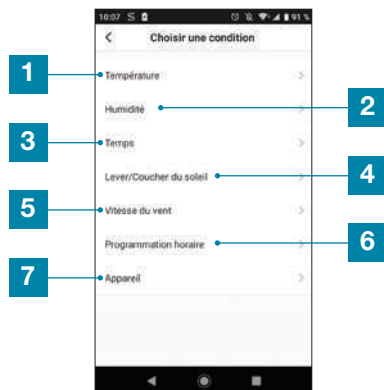 10:07 91 %
Choisir une condition
1 Température
Humidité 2
3 Temps
Lever/Coucher du soleil 4
5 Vitesse du vent
Programmation horaire 6
7 Appareil